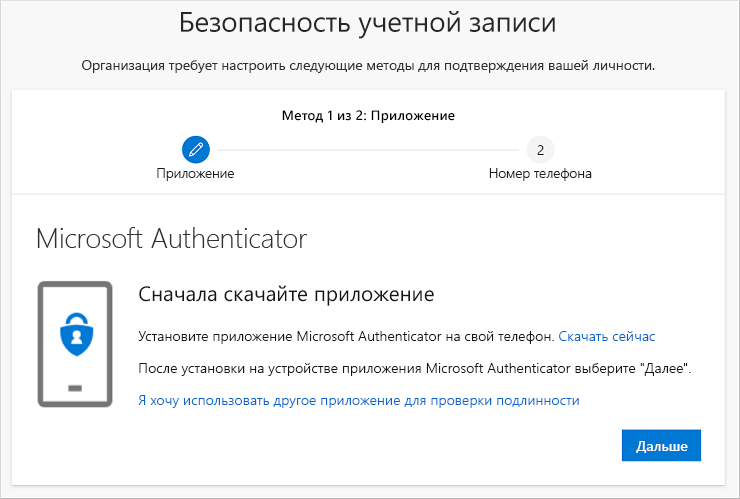 Безопасность учетной записи
Организация требует настроить следующие методы для подтверждения вашей личности.
Метод 1 из 2: Приложение
2
Приложение
Номер телефона
Microsoft Authenticator
Сначала скачайте приложение
Установите приложение Microsoft Authenticator на свой телефон. Скачать сейчас
После установки на устройстве приложения Microsoft Authenticator выберите "Далее".
Я хочу использовать другое приложение для проверки подлинности
Дальше